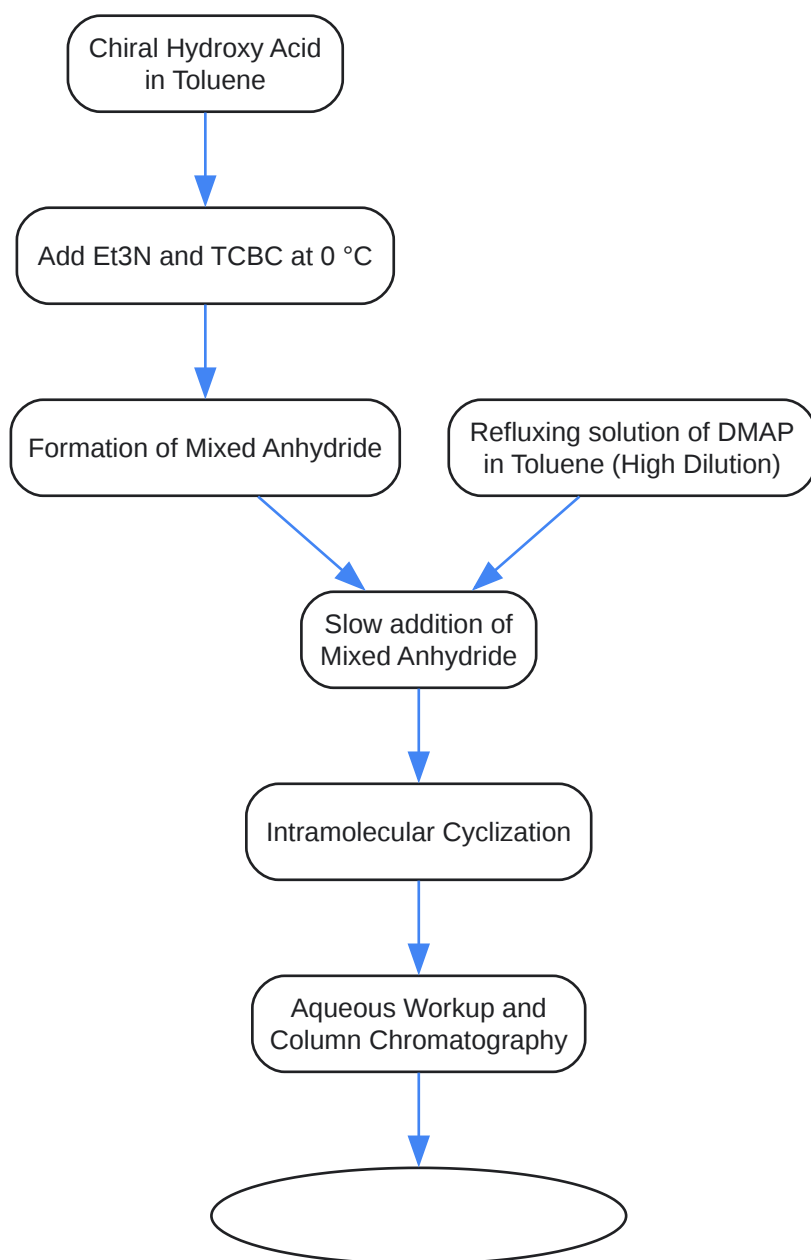 Chiral Hydroxy Acid
in Toluene
Add Et3N and TCBC at 0 °C
Formation of Mixed Anhydride
Refluxing solution of DMAP
in Toluene (High Dilution)
Slow addition of
Mixed Anhydride
Intramolecular Cyclization
Aqueous Workup and
Column Chromatography